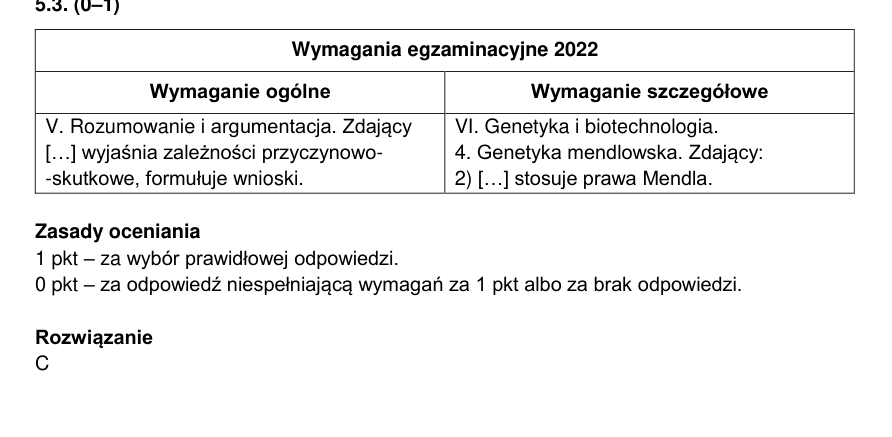 5.3. (0–1)
Wymagania egzaminacyjne 2022
Wymaganie ogólne
Wymaganie szczegółowe
V. Rozumowanie i argumentacja. Zdający
[…] wyjaśnia zależności przyczynowo-
-skutkowe, formułuje wnioski.
VI. Genetyka i biotechnologia.
4. Genetyka mendlowska. Zdający:
2) […] stosuje prawa Mendla.
Zasady oceniania
1 pkt – za wybór prawidłowej odpowiedzi.
0 pkt – za odpowiedź niespełniającą wymagań za 1 pkt albo za brak odpowiedzi.
Rozwiązanie
C